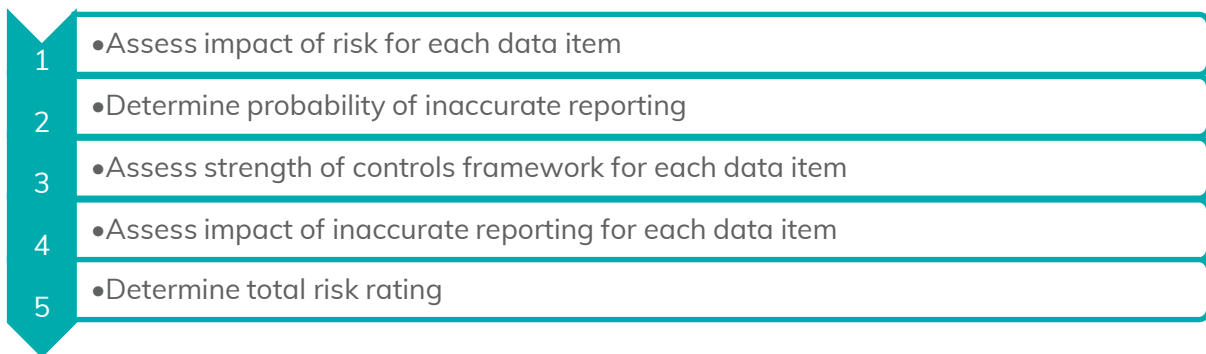 1 •Assess impact of risk for each data item
2 •Determine probability of inaccurate reporting
3 •Assess strength of controls framework for each data item
4 •Assess impact of inaccurate reporting for each data item
5 •Determine total risk rating